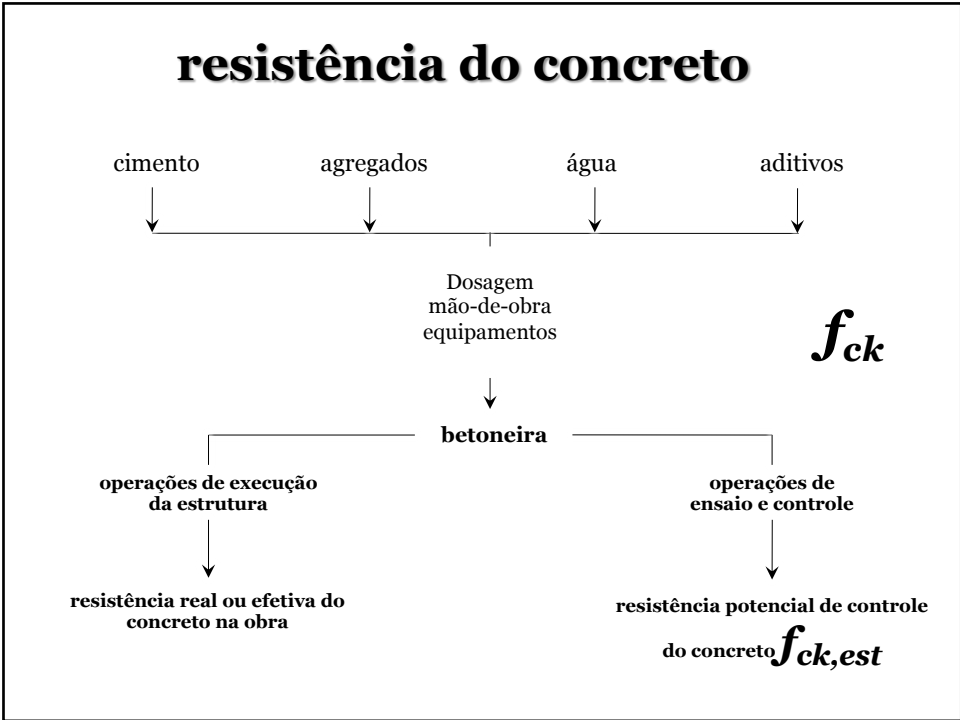 resistência do concreto
cimento agregados água aditivos
Dosagem
mão-de-obra
equipamentos
fck
betoneira
operações de execução
da estrutura
operações de
ensaio e controle
resistência real ou efetiva do
concreto na obra
resistência potencial de controle
do concreto fck,est